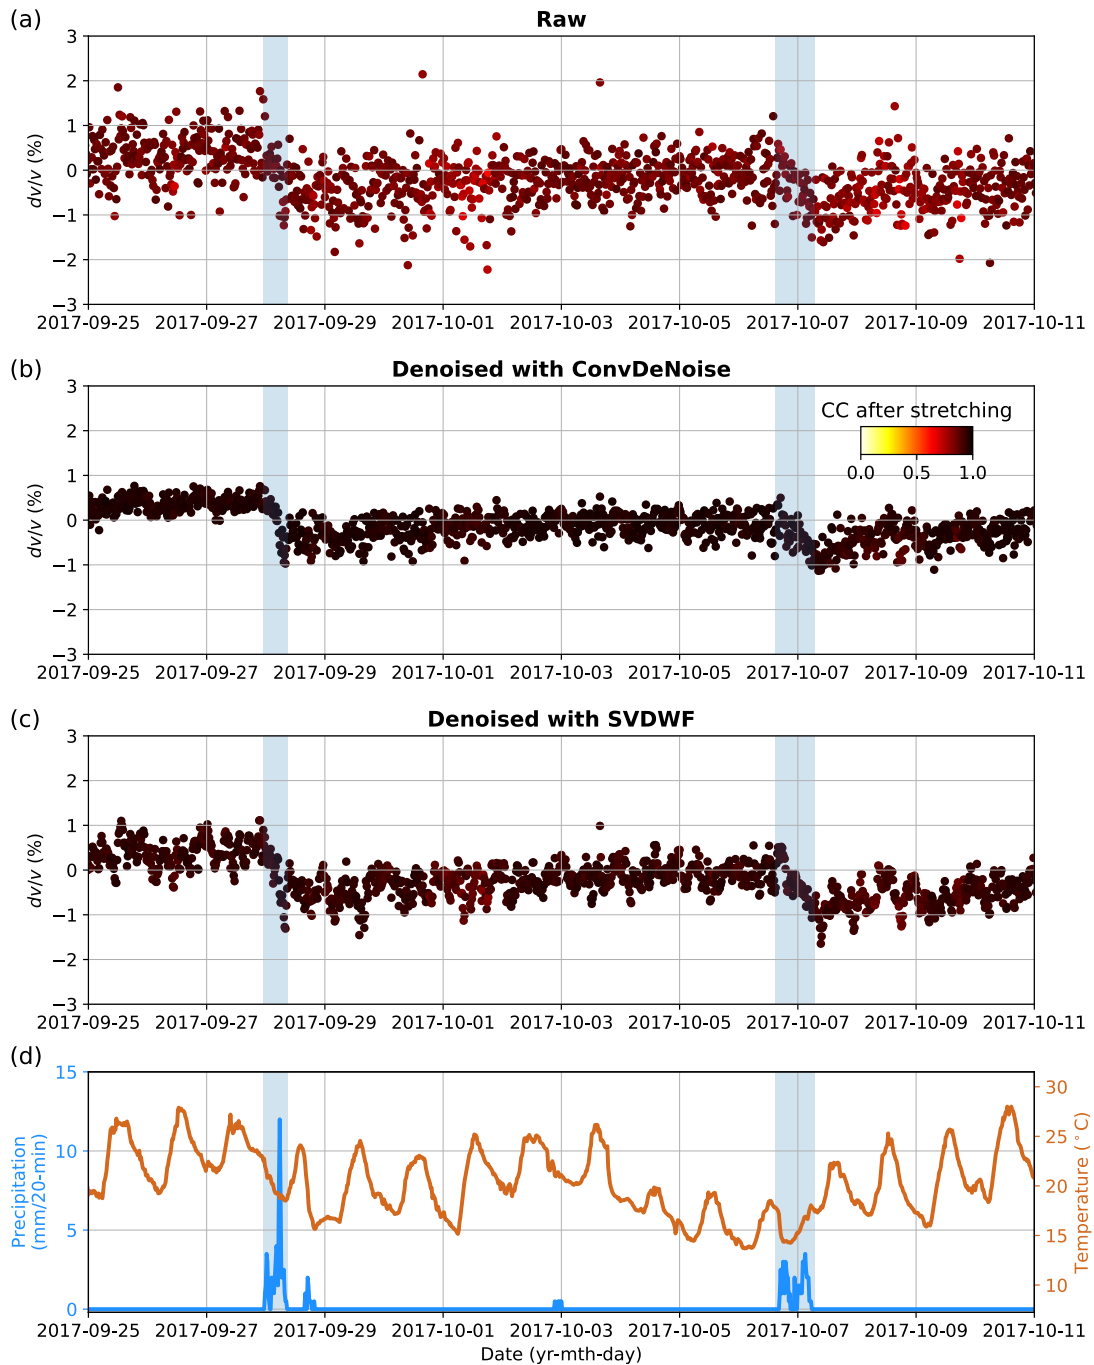 (a)
Raw
3
2
1
0
−1
−2
−3
dv/v (%)
2017-09-25 2017-09-27 2017-09-29 2017-10-01 2017-10-03 2017-10-05 2017-10-07 2017-10-09 2017-10-11
(b)
Denoised with ConvDeNoise
3
2
1
0
−1
−2
−3
dv/v (%)
CC after stretching
0.0 0.5 1.0
2017-09-25 2017-09-27 2017-09-29 2017-10-01 2017-10-03 2017-10-05 2017-10-07 2017-10-09 2017-10-11
(c)
Denoised with SVDWF
3
2
1
0
−1
−2
−3
dv/v (%)
2017-09-25 2017-09-27 2017-09-29 2017-10-01 2017-10-03 2017-10-05 2017-10-07 2017-10-09 2017-10-11
(d)
15
10
5
0
Precipitation
(mm/20-min)
30
25
20
15
10
Temperature (°C)
2017-09-25 2017-09-27 2017-09-29 2017-10-01 2017-10-03 2017-10-05 2017-10-07 2017-10-09 2017-10-11
Date (yr-mth-day)